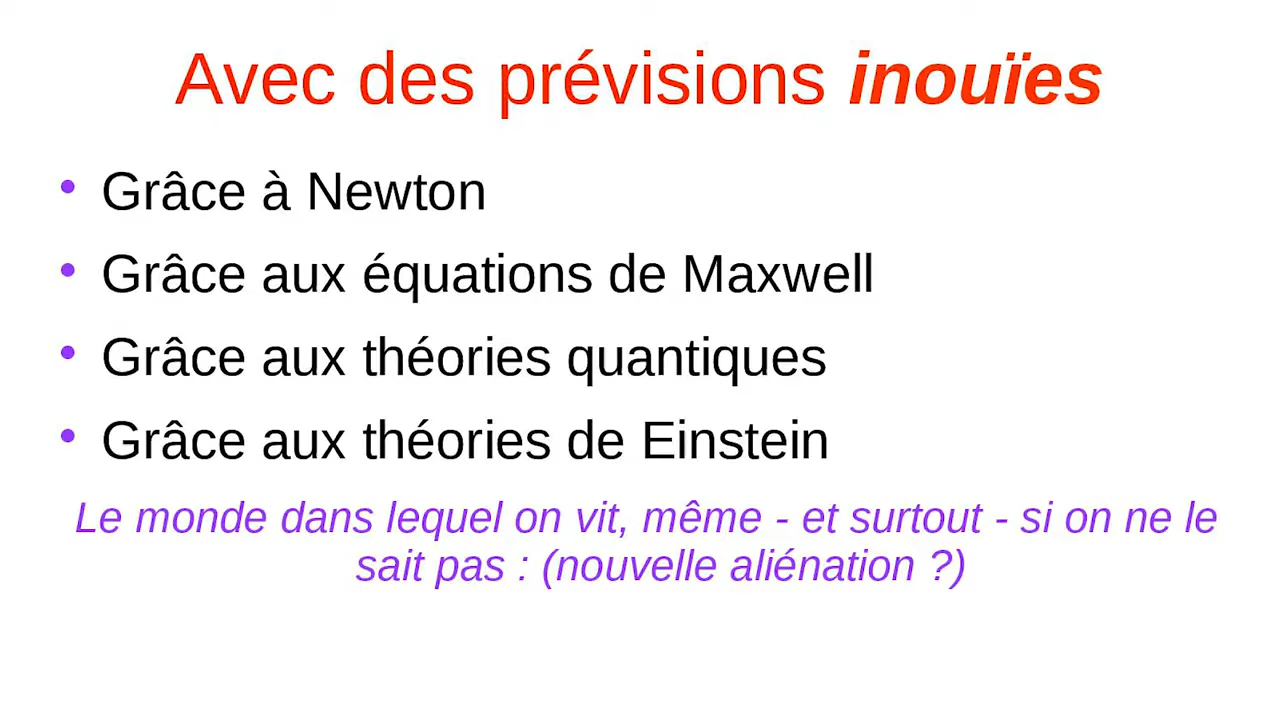 Avec des prévisions inouïes
• Grâce à Newton
• Grâce aux équations de Maxwell
• Grâce aux théories quantiques
• Grâce aux théories de Einstein
Le monde dans lequel on vit, même - et surtout - si on ne le
sait pas : (nouvelle aliénation ?)